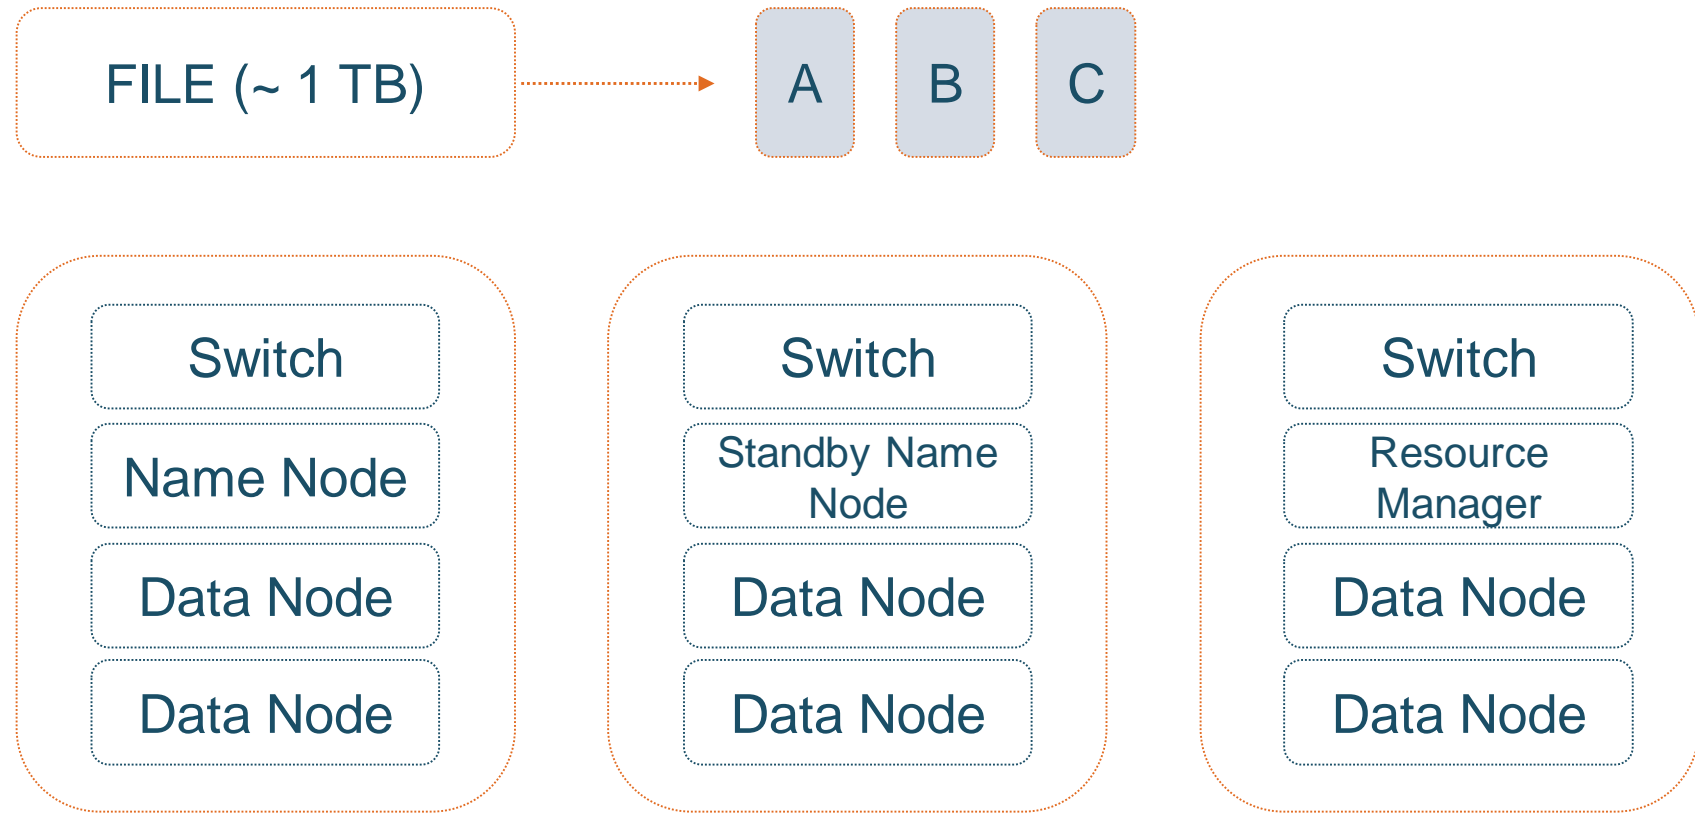 FILE (~ 1 TB)
A
B
C
Switch
Name Node
Data Node
Data Node
Switch
Standby Name
Node
Data Node
Data Node
Switch
Resource
Manager
Data Node
Data Node